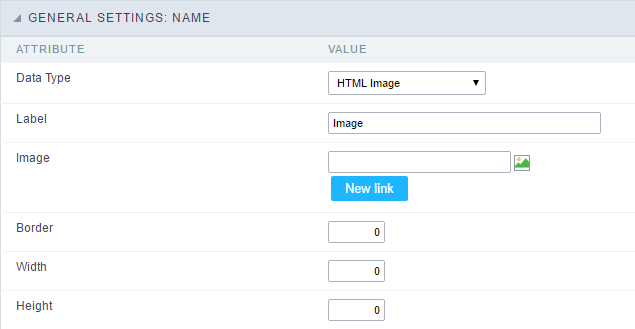 GENERAL SETTINGS: NAME
ATTRIBUTE VALUE
Data Type HTML Image
Label Image
Image
New link
Border 0
Width 0
Height 0